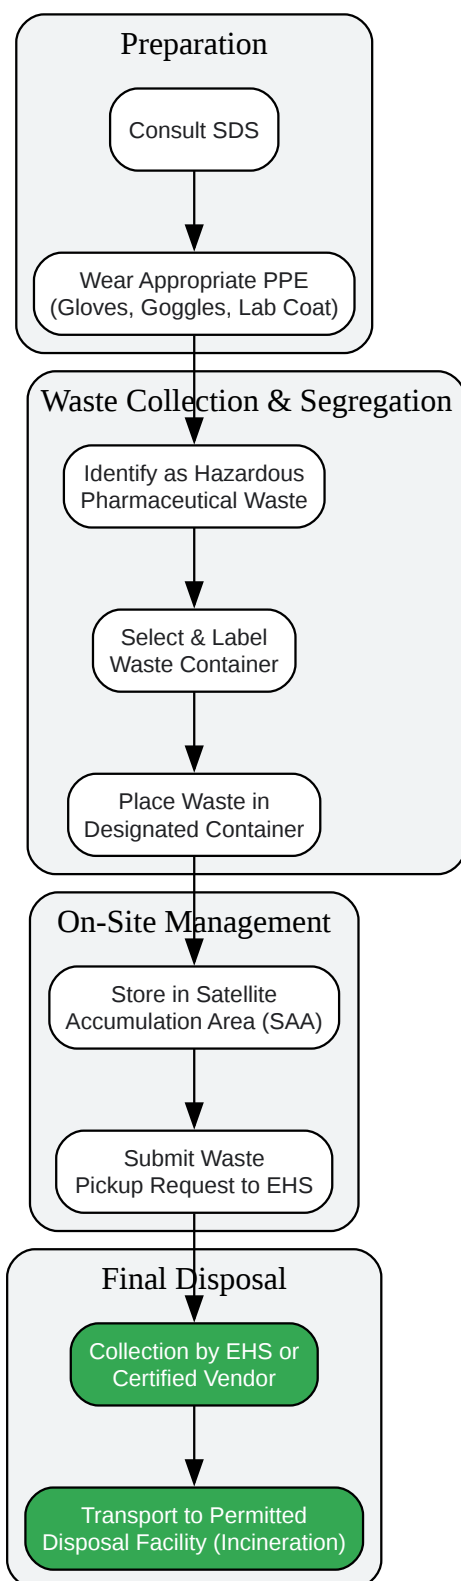 Preparation
Consult SDS
Wear Appropriate PPE
(Gloves, Goggles, Lab Coat)
Waste Collection & Segregation
Identify as Hazardous
Pharmaceutical Waste
Select & Label
Waste Container
Place Waste in
Designated Container
On-Site Management
Store in Satellite
Accumulation Area (SAA)
Submit Waste
Pickup Request to EHS
Final Disposal
Collection by EHS or
Certified Vendor
Transport to Permitted
Disposal Facility (Incineration)